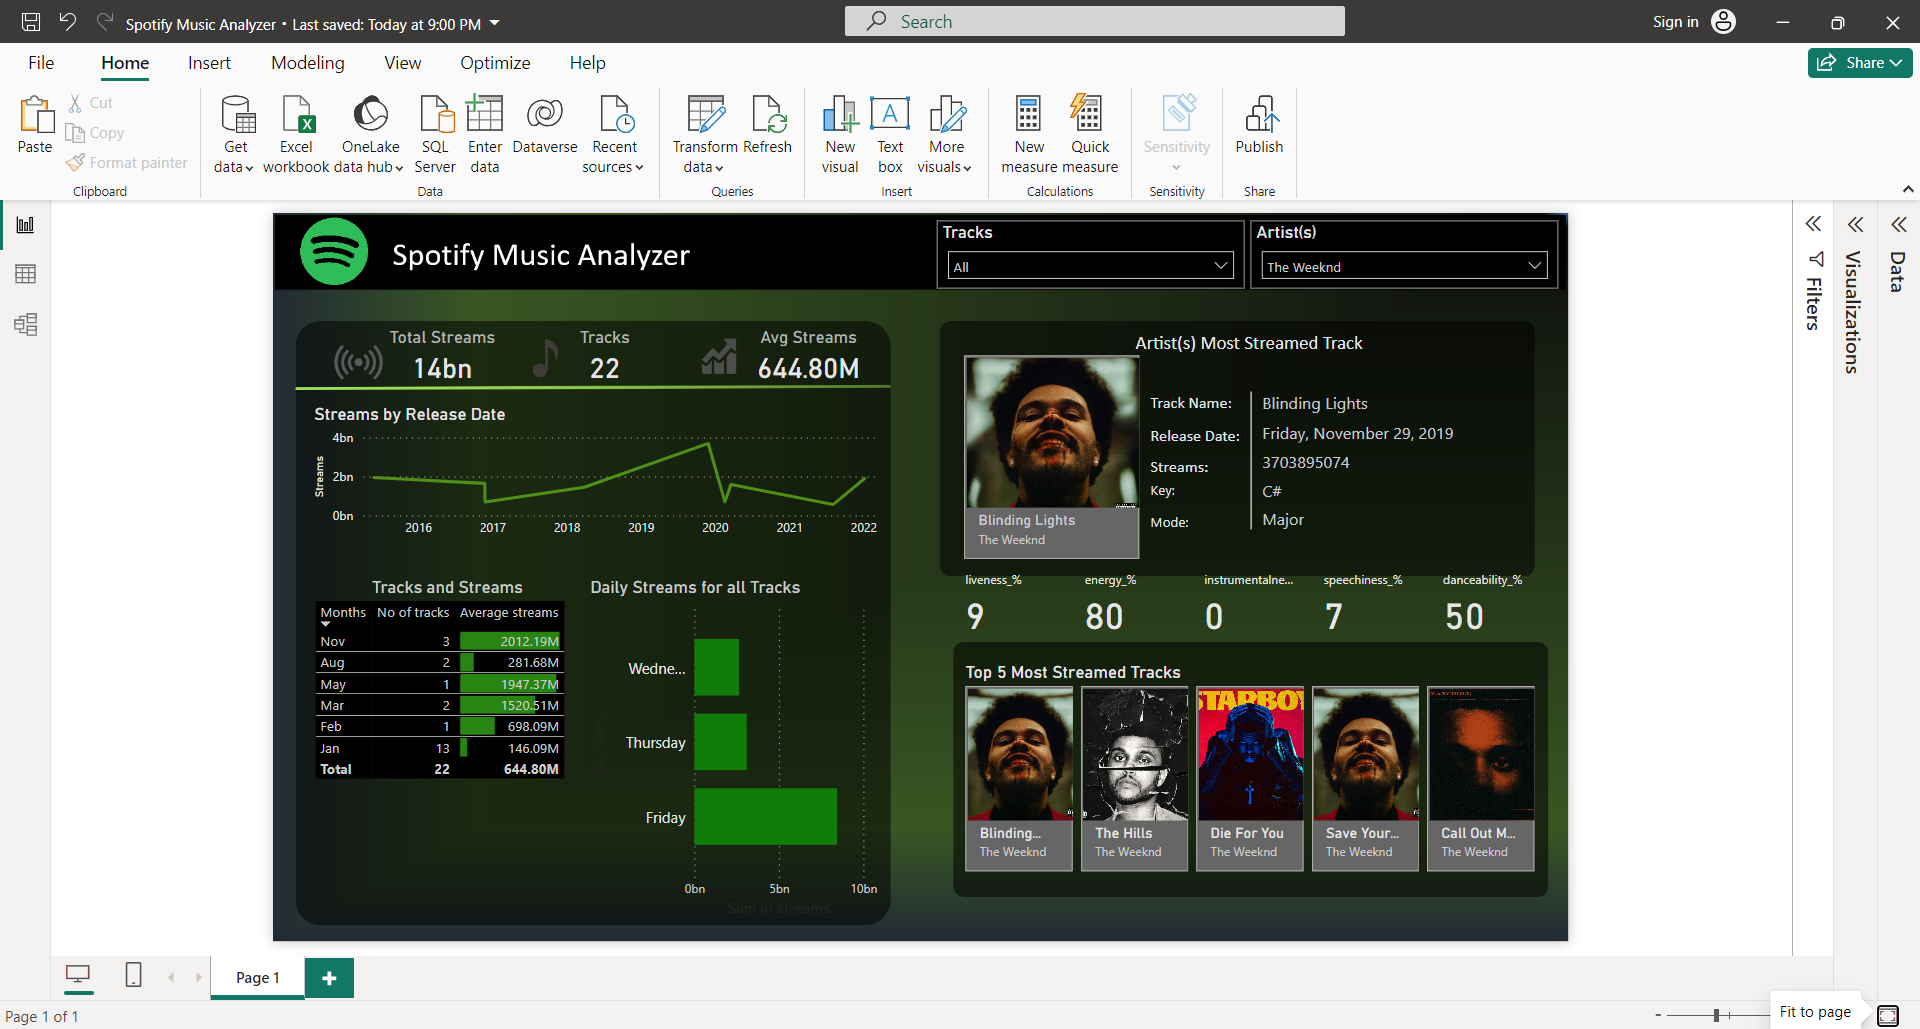 Spotify Music Analyzer • Last saved: Today at 9:00 PM
Search
Sign in
File Home Insert Modeling View Optimize Help
Share
Paste
Cut
Copy
Format painter
Clipboard
Get data
Excel workbook
OneLake data hub
SQL Server
Enter data
Dataverse
Recent sources
Data
Transform data
Refresh
Queries
New visual
Text box
More visuals
Insert
New measure
Quick measure
Calculations
Sensitivity
Sensitivity
Publish
Share
Spotify Music Analyzer
Tracks
All
Artist(s)
The Weeknd
Filters
Visualizations
Data
Total Streams
14bn
Tracks
22
Avg Streams
644.80M
Streams by Release Date
Streams
4bn
2bn
0bn
2016 2017 2018 2019 2020 2021 2022
Tracks and Streams
Months No of tracks Average streams
Nov 3 2012.19M
Aug 2 281.68M
May 1 1947.37M
Mar 2 1520.51M
Feb 1 698.09M
Jan 13 146.09M
Total 22 644.80M
Daily Streams for all Tracks
Wedne...
Thursday
Friday
0bn 5bn 10bn
Sum of streams
Artist(s) Most Streamed Track
Blinding Lights
The Weeknd
Track Name: Blinding Lights
Release Date: Friday, November 29, 2019
Streams: 3703895074
Key: C#
Mode: Major
liveness_% energy_% instrumentalne... speechiness_% danceability_%
9 80 0 7 50
Top 5 Most Streamed Tracks
STARBOY
Blinding... The Hills Die For You Save Your... Call Out M...
The Weeknd The Weeknd The Weeknd The Weeknd The Weeknd
Page 1
Page 1 of 1
Fit to page